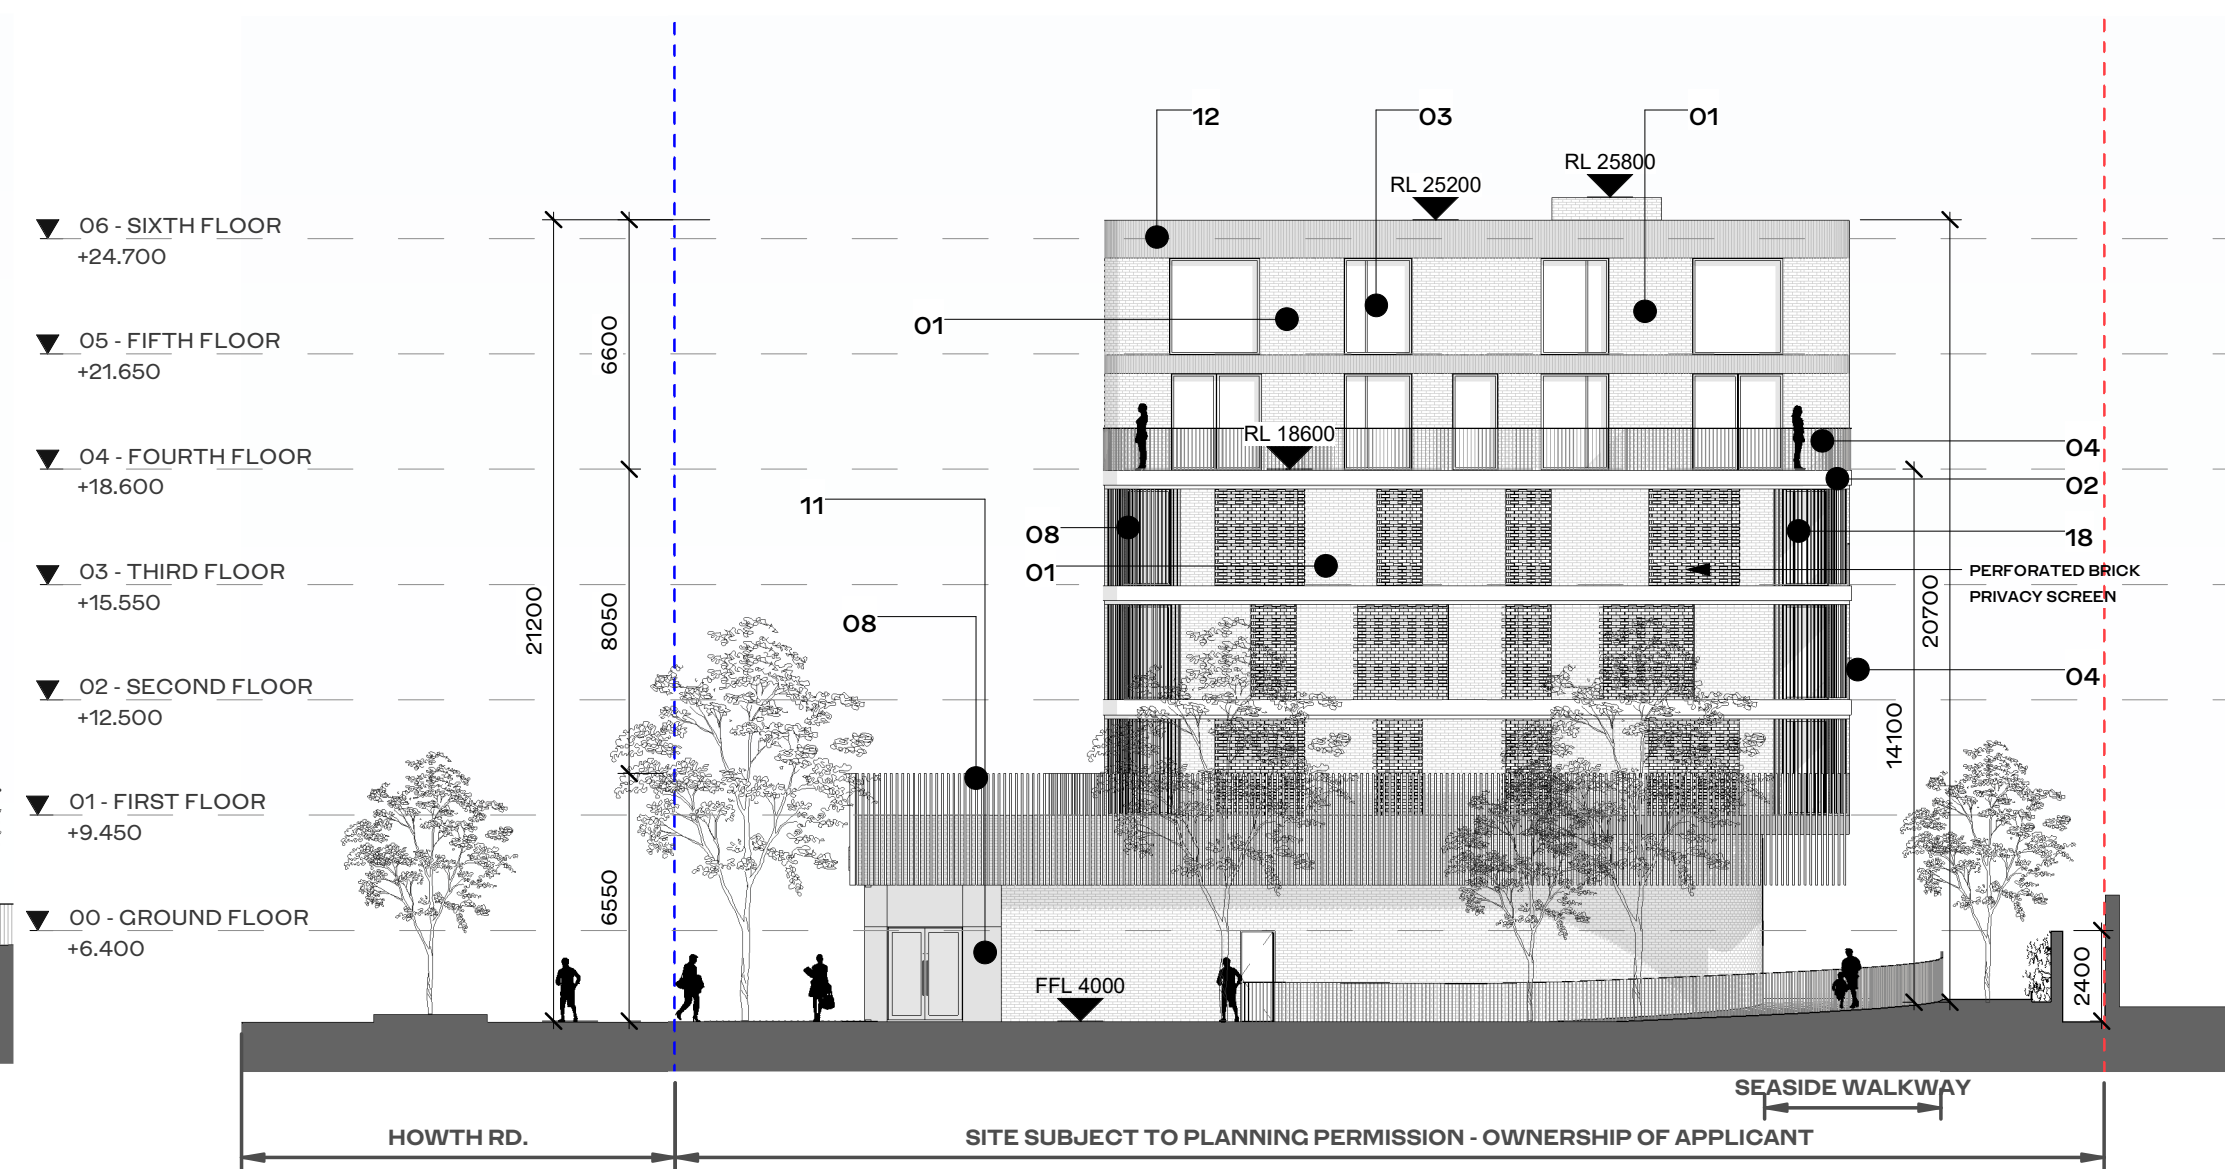 12
03
01
RL 25800
RL 25200
06 - SIXTH FLOOR
+24.700
05 - FIFTH FLOOR
+21.650
04 - FOURTH FLOOR
+18.600
03 - THIRD FLOOR
+15.550
02 - SECOND FLOOR
+12.500
01 - FIRST FLOOR
+9.450
00 - GROUND FLOOR
+6.400
21200
6600
8050
6550
01
RL 18600
11
08
01
08
04
02
18
PERFORATED BRICK
PRIVACY SCREEN
04
20700
14100
2400
FFL 4000
SEASIDE WALKWAY
HOWTH RD.
SITE SUBJECT TO PLANNING PERMISSION - OWNERSHIP OF APPLICANT